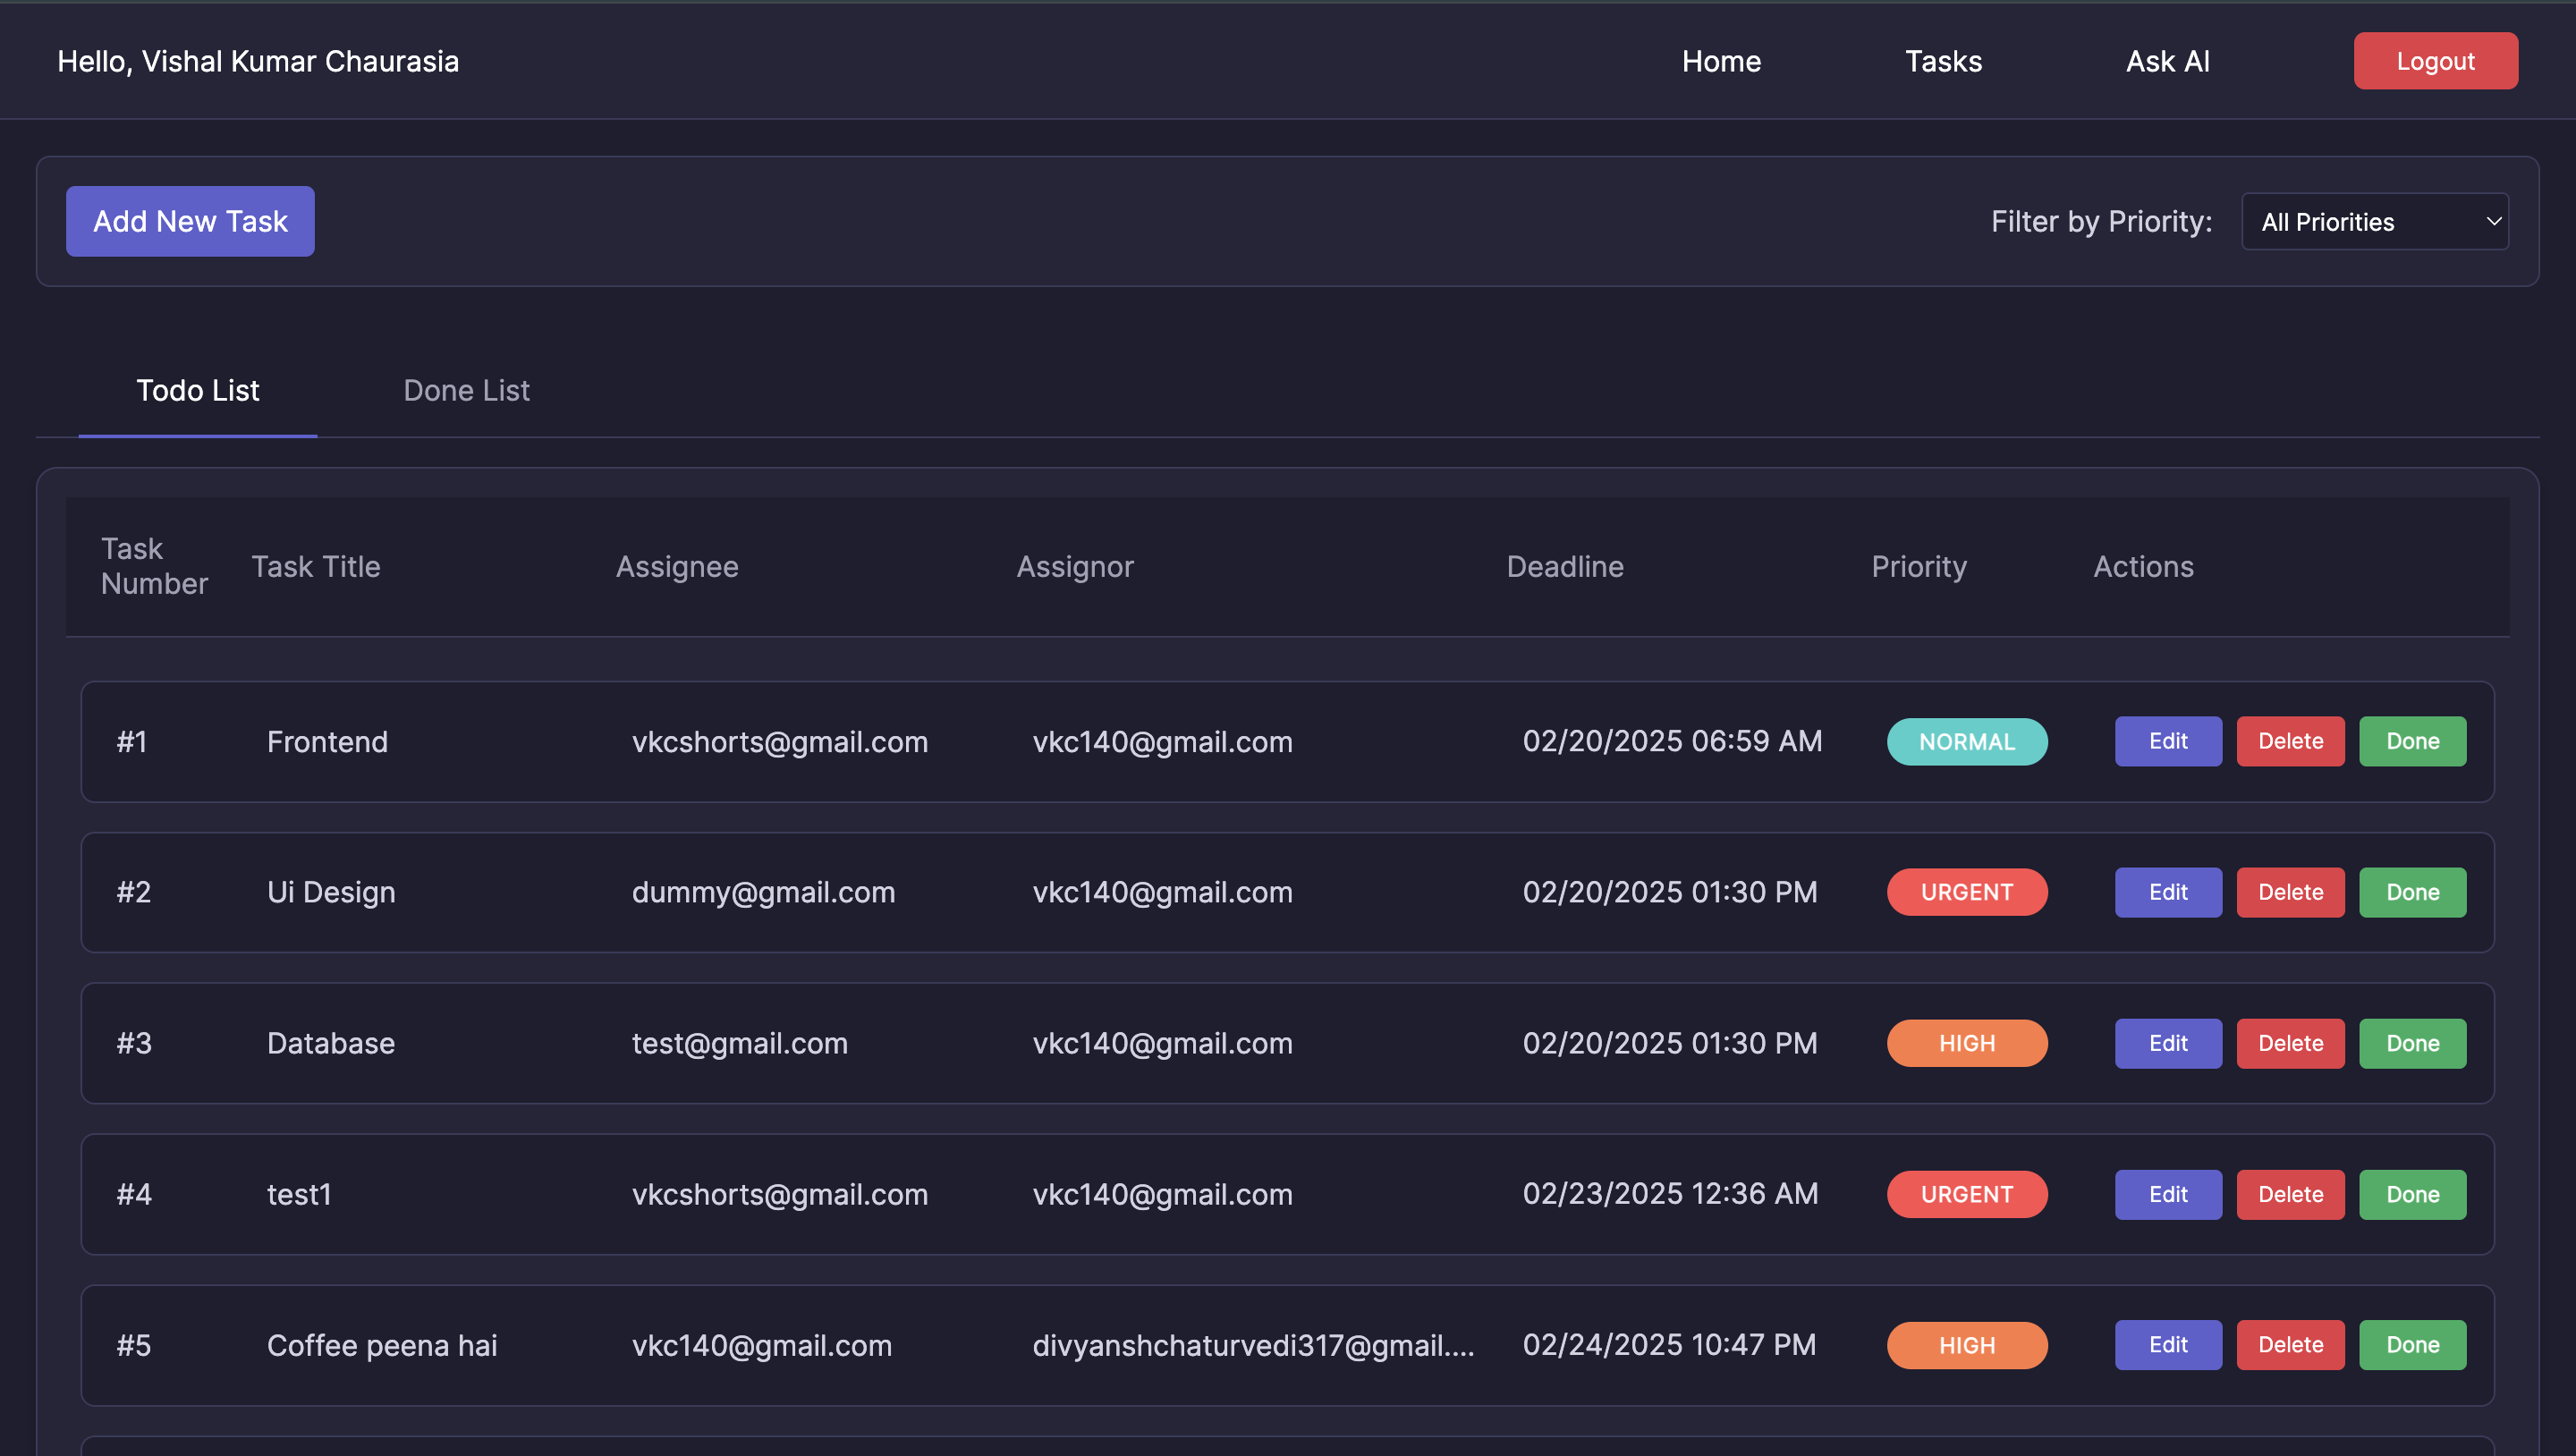 Hello, Vishal Kumar Chaurasia Home Tasks Ask AI Logout
Add New Task Filter by Priority: All Priorities
Todo List Done List
Task Number Task Title Assignee Assignor Deadline Priority Actions
#1 Frontend vkcshorts@gmail.com vkc140@gmail.com 02/20/2025 06:59 AM NORMAL Edit Delete Done
#2 Ui Design dummy@gmail.com vkc140@gmail.com 02/20/2025 01:30 PM URGENT Edit Delete Done
#3 Database test@gmail.com vkc140@gmail.com 02/20/2025 01:30 PM HIGH Edit Delete Done
#4 test1 vkcshorts@gmail.com vkc140@gmail.com 02/23/2025 12:36 AM URGENT Edit Delete Done
#5 Coffee peena hai vkc140@gmail.com divyanshchaturvedi317@gmail.... 02/24/2025 10:47 PM HIGH Edit Delete Done